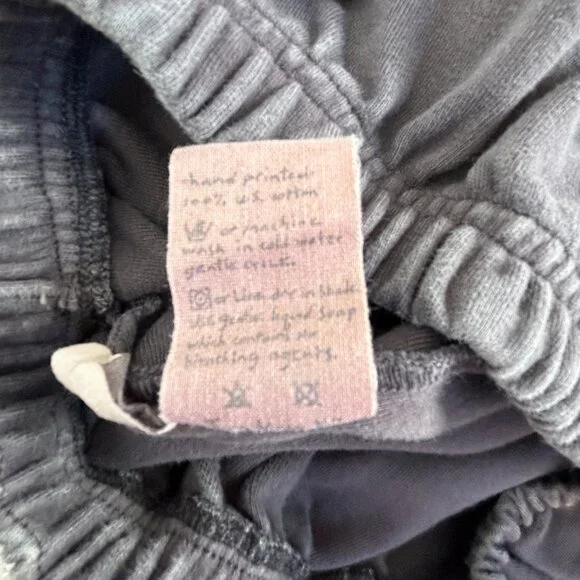 hand printed
100% U.S. cotton
or machine
wash in cold water
gentle cycle.
or line dry in shade
use gentle liquid soap
which contains no
bleaching agents.